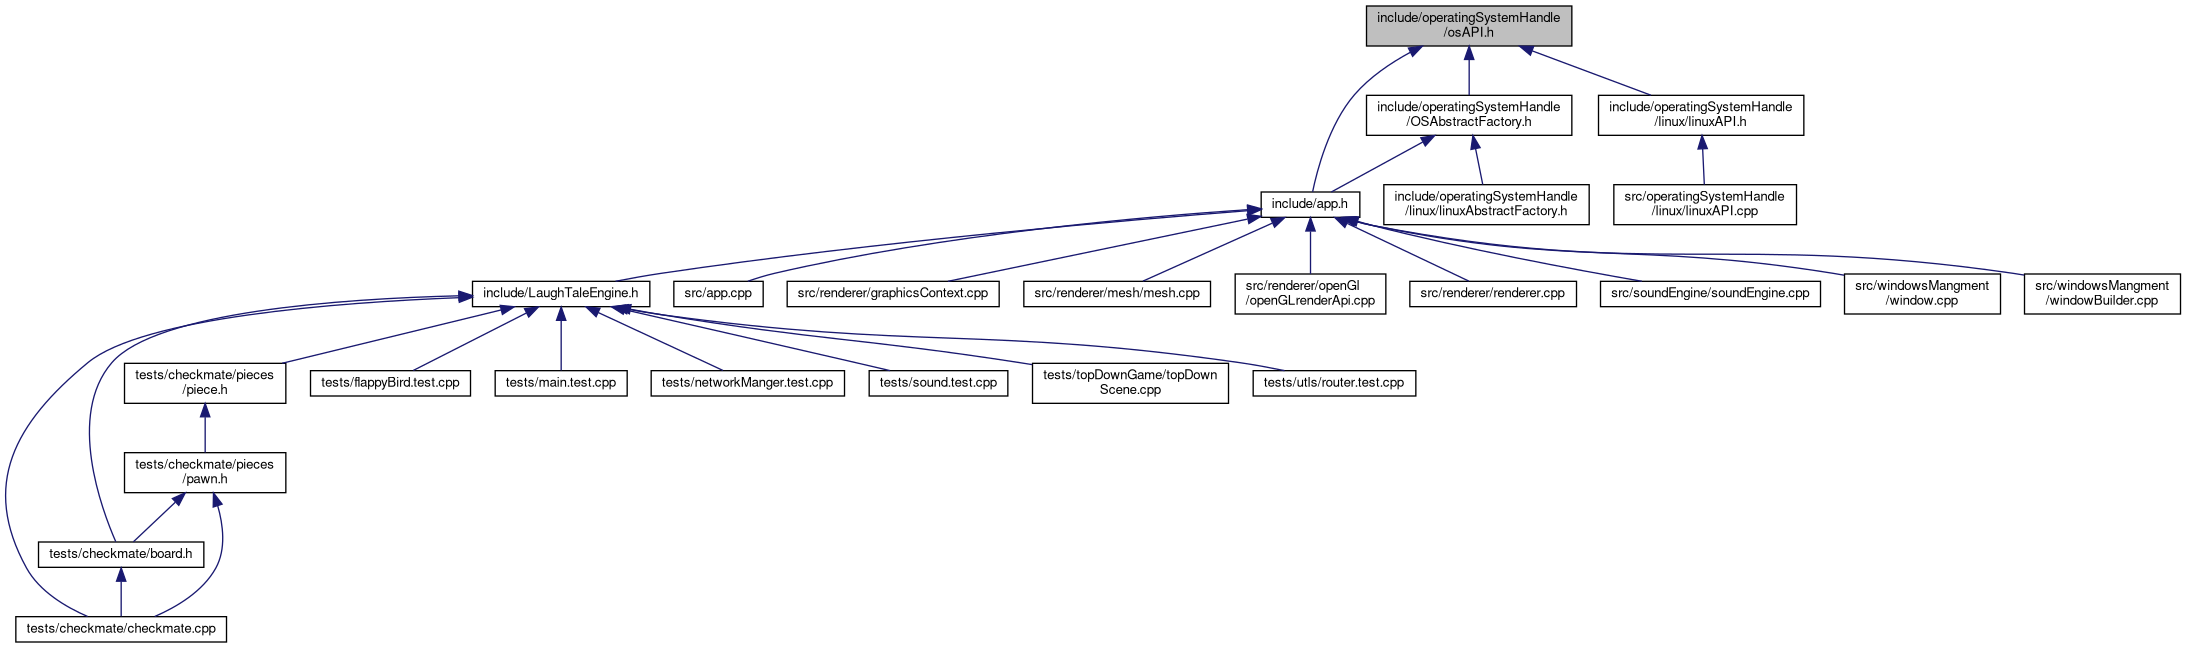 include/operatingSystemHandle
/osAPI.h
include/operatingSystemHandle
/OSAbstractFactory.h
include/operatingSystemHandle
/linux/linuxAPI.h
include/app.h
include/operatingSystemHandle
/linux/linuxAbstractFactory.h
src/operatingSystemHandle
/linux/linuxAPI.cpp
include/LaughTaleEngine.h
src/app.cpp
src/renderer/graphicsContext.cpp
src/renderer/mesh/mesh.cpp
src/renderer/openGl
/openGLrenderApi.cpp
src/renderer/renderer.cpp
src/soundEngine/soundEngine.cpp
src/windowsMangment
/window.cpp
src/windowsMangment
/windowBuilder.cpp
tests/checkmate/pieces
/piece.h
tests/flappyBird.test.cpp
tests/main.test.cpp
tests/networkManger.test.cpp
tests/sound.test.cpp
tests/topDownGame/topDown
Scene.cpp
tests/utls/router.test.cpp
tests/checkmate/pieces
/pawn.h
tests/checkmate/board.h
tests/checkmate/checkmate.cpp